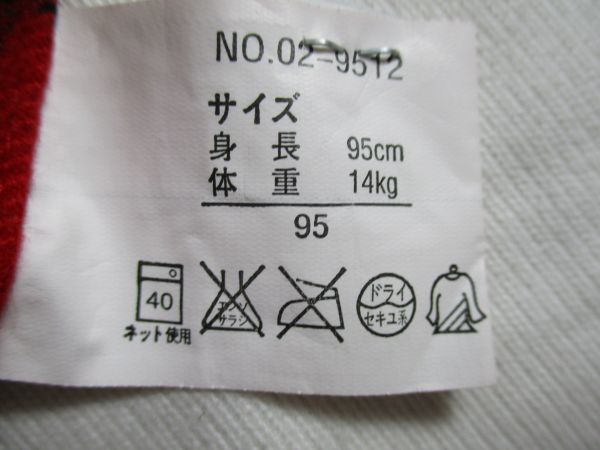 NO.02-9512
サイズ
身長 95cm
体重 14kg
95
40
エンソ
サラシ
ドライ
セキユ系
ネット使用